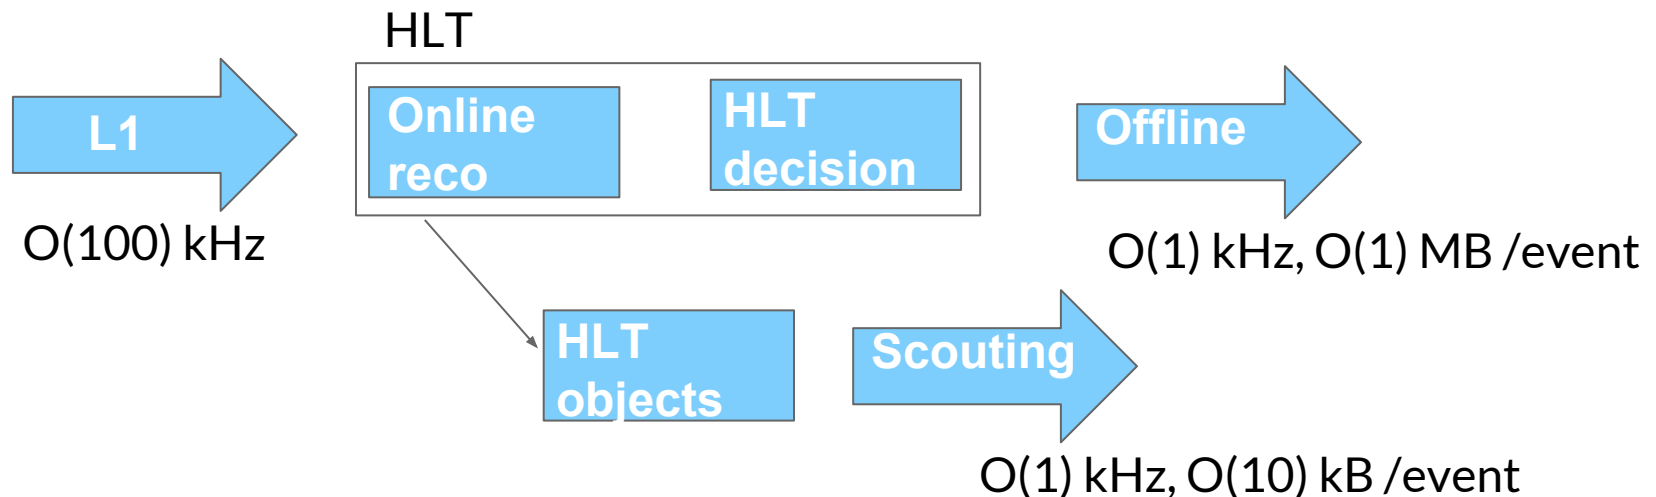 HLT
L1
Online
reco
HLT
decision
Offline
O(100) kHz
O(1) kHz, O(1) MB /event
HLT
objects
Scouting
O(1) kHz, O(10) kB /event